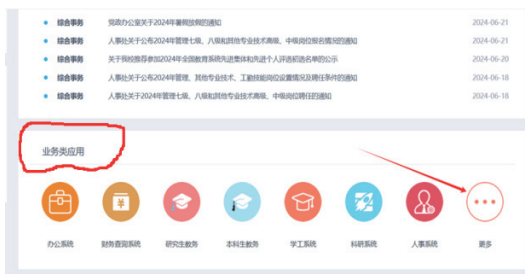 综合事务 党政办公室关于2024年暑假放假的通知 2024-06-21
综合事务 人事处关于公布2024年管理七级、八级和其他专业技术高级、中级岗位报名情况的通知 2024-06-21
综合事务 关于我校推荐参加2024年全国教育系统先进集体和先进个人评选初选名单的公示 2024-06-20
综合事务 人事处关于公布2024年管理、其他专业技术、工勤技能岗位设置情况及聘任条件的通知 2024-06-18
综合事务 人事处关于2024年管理七级、八级和其他专业技术高级、中级岗位聘任的通知 2024-06-18
业务类应用
办公系统 财务查询系统 研究生教务 本科生教务 学工系统 科研系统 人事系统 更多